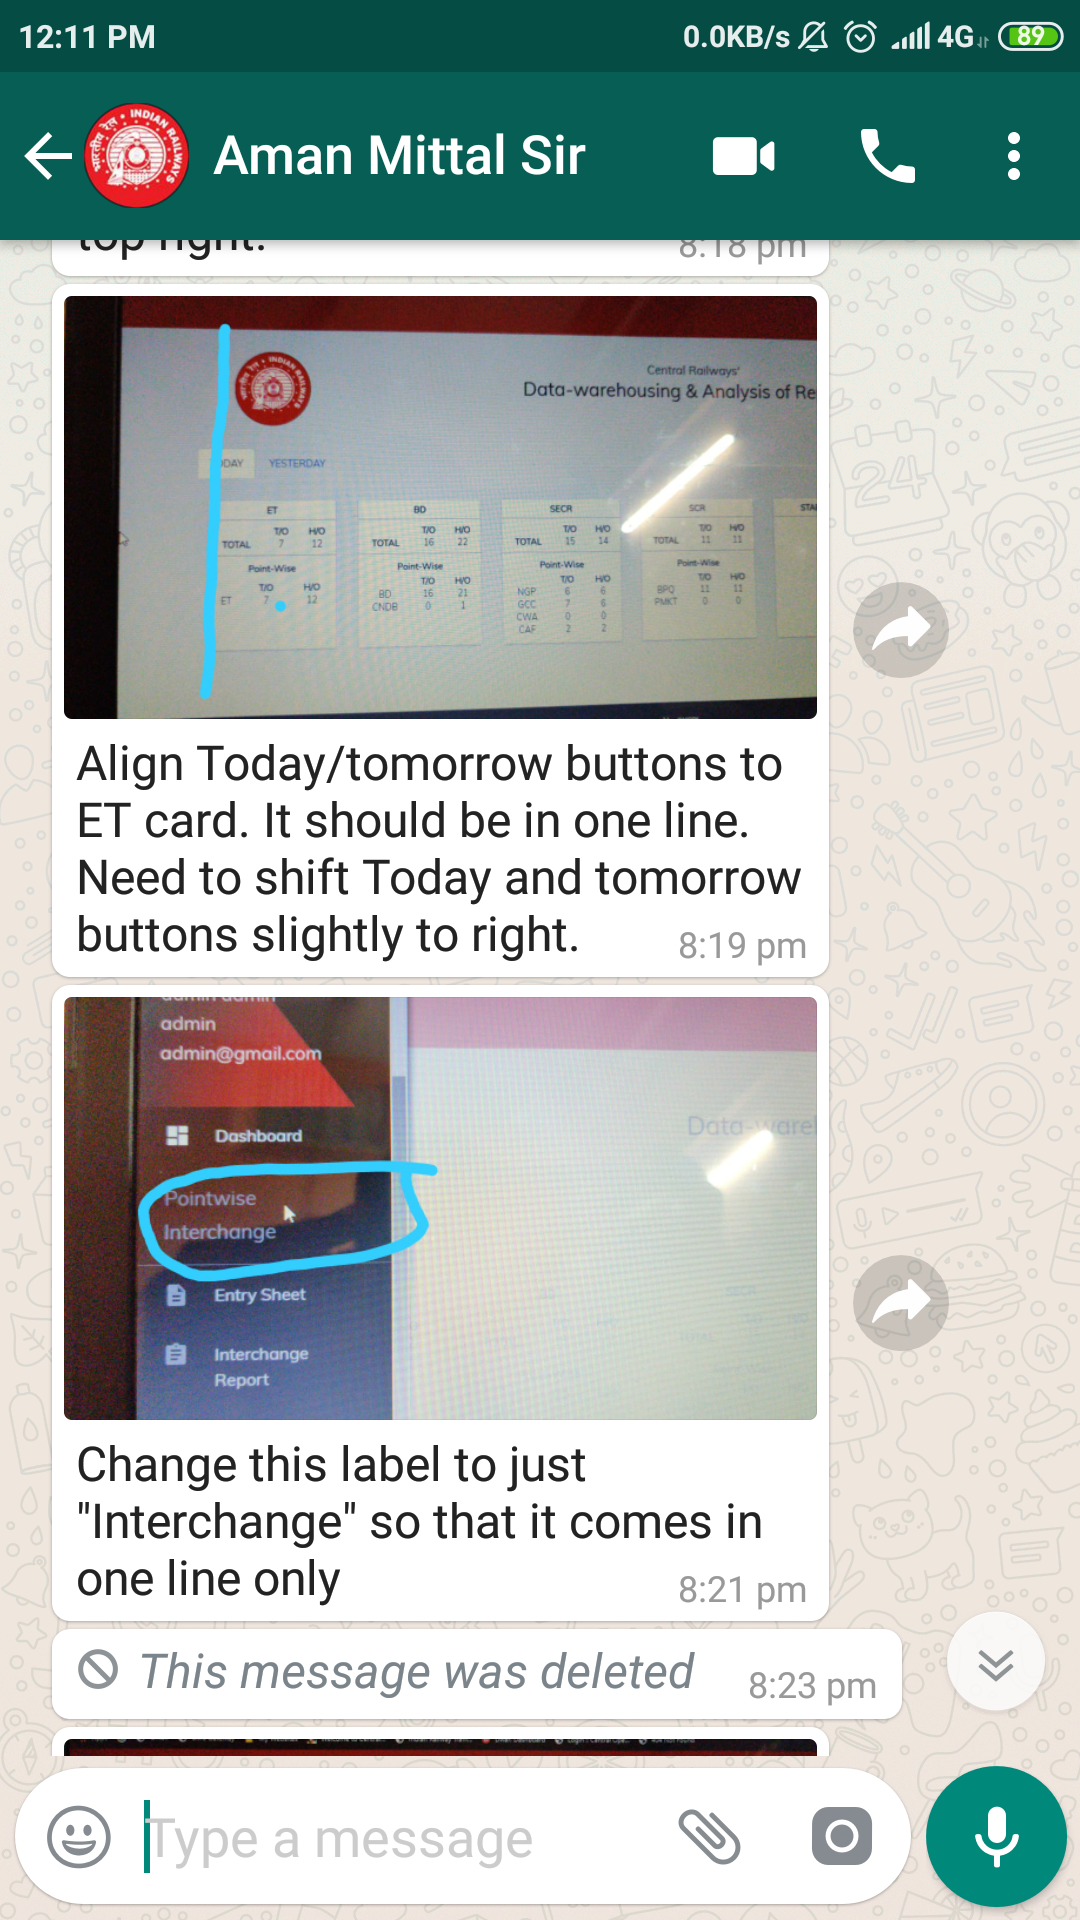 12:11 PM
0.0KB/s 4G 89
Aman Mittal Sir
top right.
8:18 pm
INDIAN RAILWAYS
Central Railways'
Data-warehousing & Analysis of Re
DAY YESTERDAY
ET BD SECR SCR STA
T/O H/O T/O H/O T/O H/O T/O H/O
TOTAL 7 12 TOTAL 16 22 TOTAL 15 14 TOTAL 11 11
Point-Wise Point-Wise Point-Wise Point-Wise
T/O H/O T/O H/O T/O H/O T/O H/O
ET 7 12 BD 16 21 NGP 6 6 BPQ 11 11
CNDB 0 1 GCC 7 6 PMKT 0 0
CWA 0 0
CAF 2 2
Align Today/tomorrow buttons to
ET card. It should be in one line.
Need to shift Today and tomorrow
buttons slightly to right.
8:19 pm
admin admin
admin
admin@gmail.com
Dashboard
Data-warel
Pointwise
Interchange
Entry Sheet
Interchange
Report
Change this label to just
"Interchange" so that it comes in
one line only
8:21 pm
This message was deleted
8:23 pm
Type a message